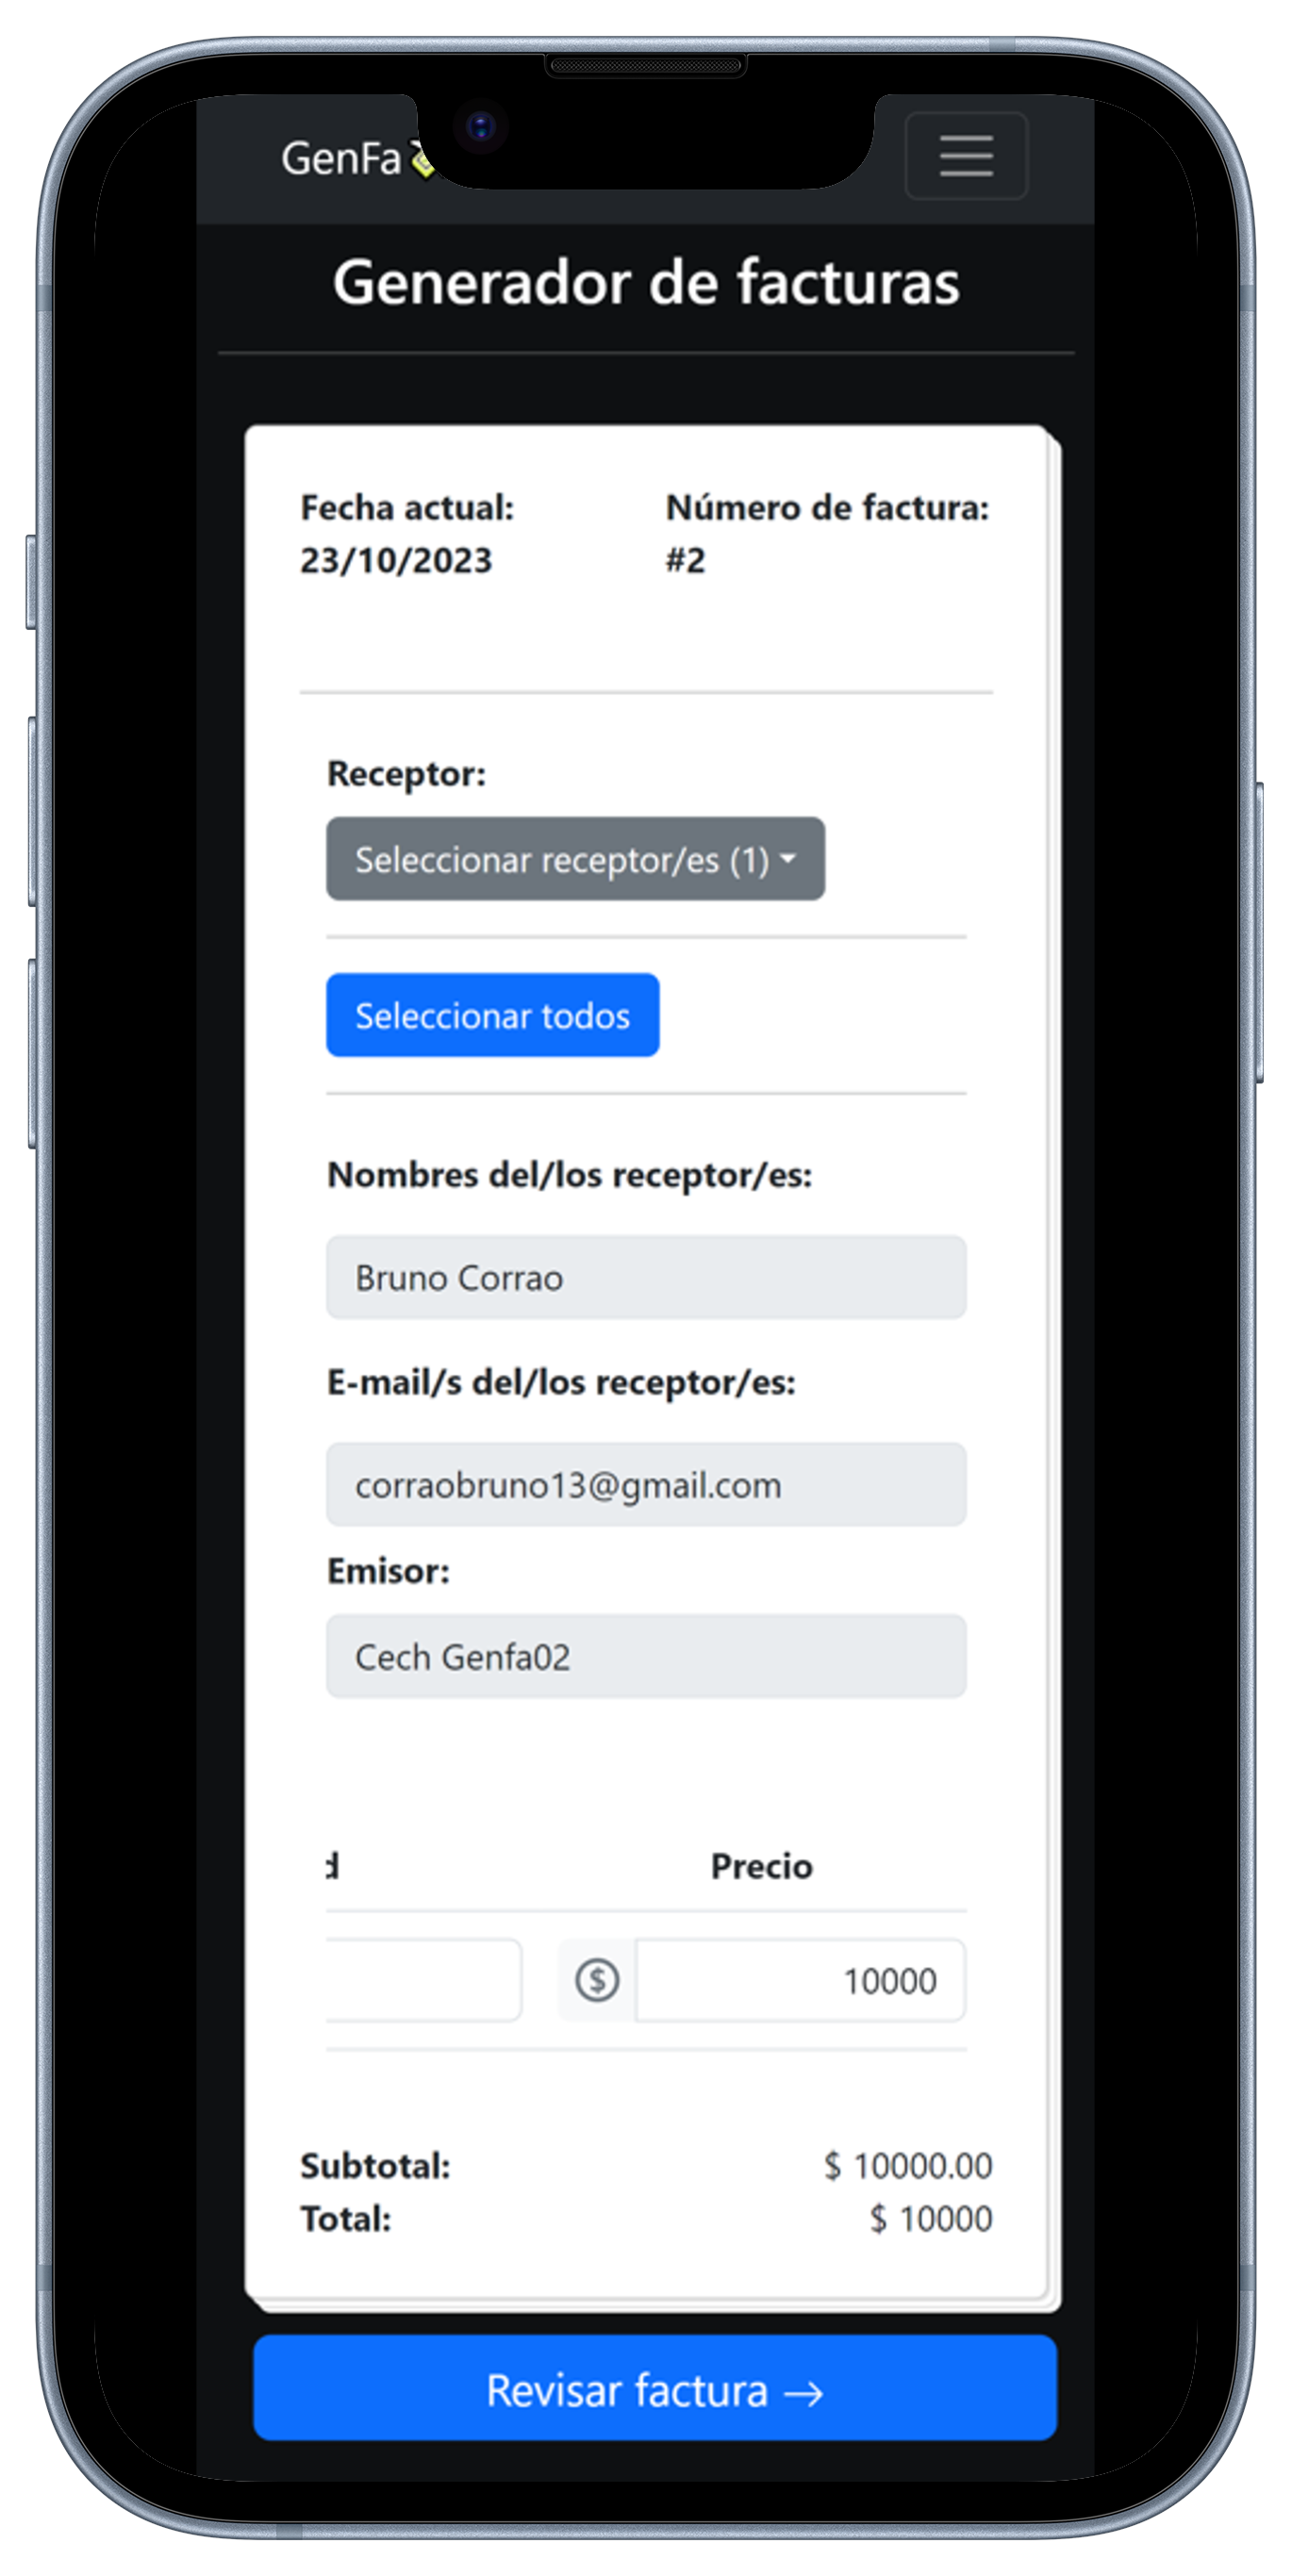 GenFa
Generador de facturas
Fecha actual:
23/10/2023
Número de factura:
#2
Receptor:
Seleccionar receptor/es (1)
Seleccionar todos
Nombres del/los receptor/es:
Bruno Corrao
E-mail/s del/los receptor/es:
corraobruno13@gmail.com
Emisor:
Cech Genfa02
d Precio
$ 10000
Subtotal: $ 10000.00
Total: $ 10000
Revisar factura →